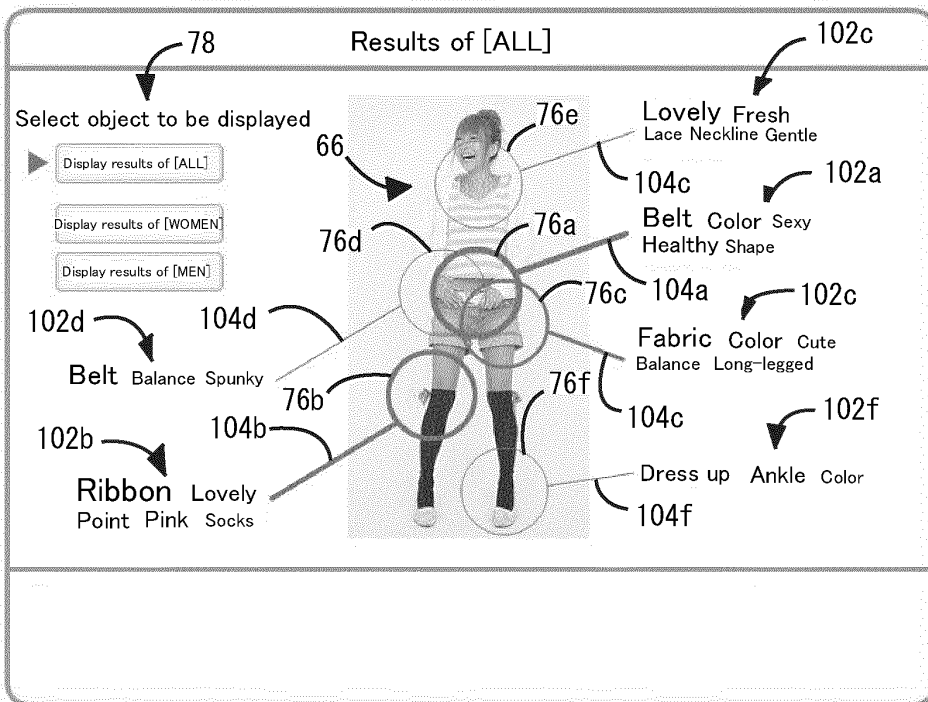 Results of [ALL]
78
102c
Select object to be displayed
Display results of [ALL]
Display results of [WOMEN]
Display results of [MEN]
66
76e
Lovely Fresh
Lace Neckline Gentle
104c
102a
76d
76a
Belt Color Sexy
Healthy Shape
104a
76c
102c
102d
104d
Fabric Color Cute
Balance Long-legged
Belt Balance Spunky
76b
76f
104c
102f
102b
104b
Dress up Ankle Color
104f
Ribbon Lovely
Point Pink Socks